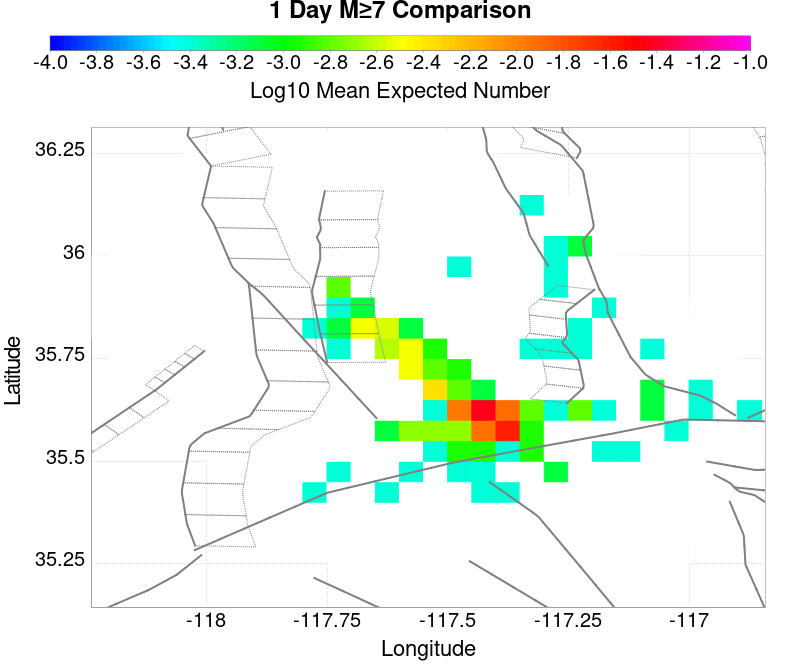 1 Day M≥7 Comparison
-4.0 -3.8 -3.6 -3.4 -3.2 -3.0 -2.8 -2.6 -2.4 -2.2 -2.0 -1.8 -1.6 -1.4 -1.2 -1.0
Log10 Mean Expected Number
36.25
36
35.75
35.5
35.25
Latitude
-118 -117.75 -117.5 -117.25 -117
Longitude